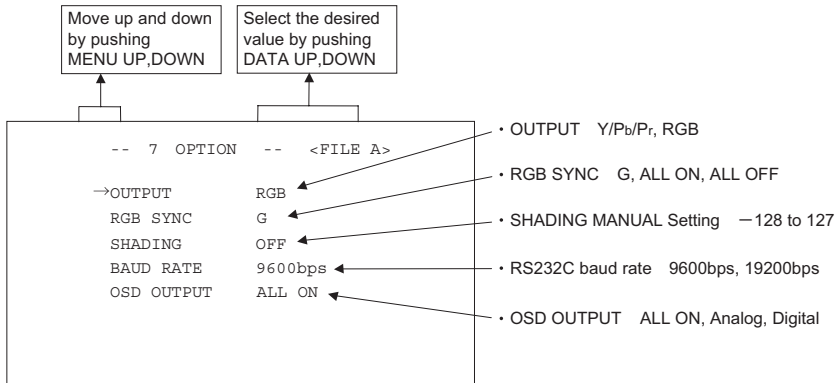 Move up and down
by pushing
MENU UP,DOWN
Select the desired
value by pushing
DATA UP,DOWN
-- 7 OPTION -- <FILE A>
→OUTPUT RGB
RGB SYNC G
SHADING OFF
BAUD RATE 9600bps
OSD OUTPUT ALL ON
・OUTPUT Y/Pb/Pr, RGB
・RGB SYNC G, ALL ON, ALL OFF
・SHADING MANUAL Setting －128 to 127
・RS232C baud rate 9600bps, 19200bps
・OSD OUTPUT ALL ON, Analog, Digital